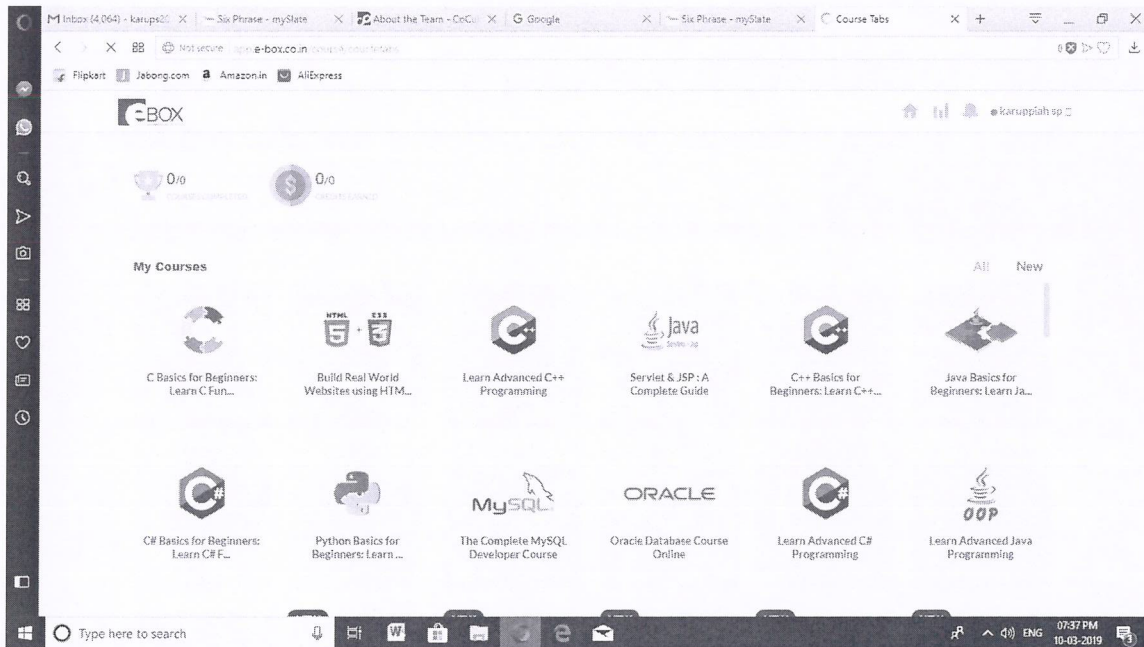 Inbox (4,064) - karups20 Six Phrase - mySlate About the Team - CoCu Google Six Phrase - mySlate Course Tabs
Not secure e-box.co.in
Flipkart Jabong.com Amazon.in AliExpress
eBOX karuppiah sp
0/0 0/0
My Courses All New
HTML CSS
5 + 3 C++ Java C++
C Basics for Beginners: Build Real World Learn Advanced C++ Servlet & JSP : A C++ Basics for Java Basics for
Learn C Fun... Websites using HTM... Programming Complete Guide Beginners: Learn C++... Beginners: Learn Ja...
C# MySQL ORACLE C# OOP
C# Basics for Beginners: Python Basics for The Complete MySQL Oracle Database Course Learn Advanced C# Learn Advanced Java
Learn C# F... Beginners: Learn ... Developer Course Online Programming Programming
Type here to search ENG 07:37 PM
10-03-2019